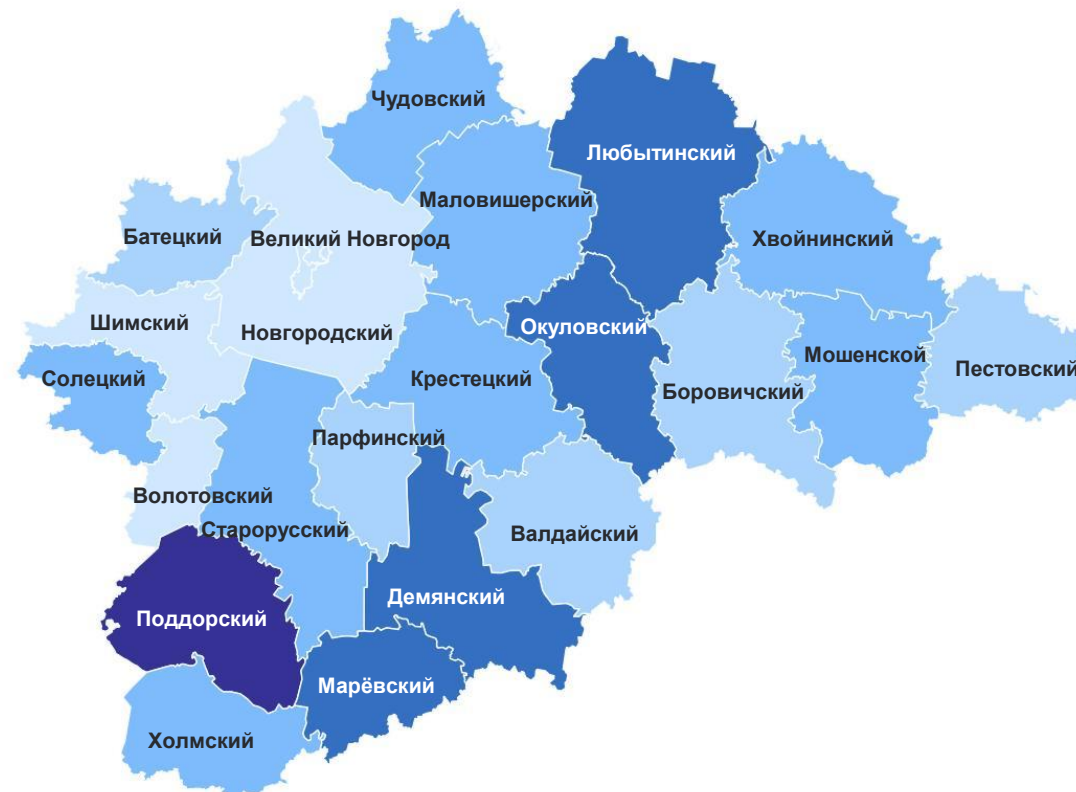 Чудовский
Любытинский
Маловишерский
Батецкий
Великий Новгород
Хвойнинский
Шимский
Новгородский
Окуловский
Мошенской
Пестовский
Солецкий
Крестецкий
Боровичский
Парфинский
Волотовский
Старорусский
Валдайский
Демянский
Поддорский
Марёвский
Холмский